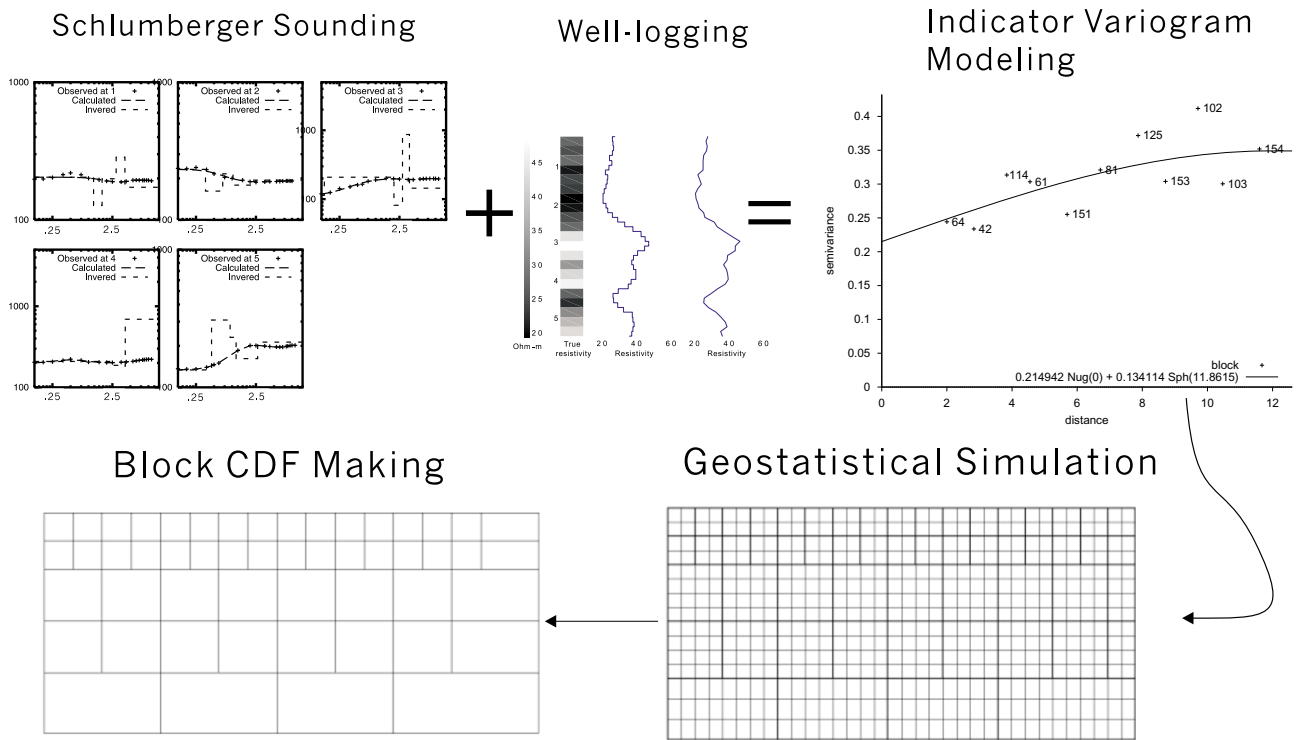 Schlumberger Sounding
Well-logging
Indicator Variogram
Modeling
1000
Observed at 1
Calculated
Invered
100
.25
2.5
1000
Observed at 2
Calculated
Invered
100
.25
2.5
Observed at 3
Calculated
Invered
1000
100
.25
2.5
Observed at 4
Calculated
Invered
1000
100
.25
2.5
1000
Observed at 5
Calculated
Invered
100
.25
2.5
+
45
40
35
30
25
20
Ohm-m
1
2
3
4
5
True
resistivity
20
40
Resistivity
20
40
60
Resistivity
=
0.4
0.35
0.3
0.25
0.2
0.15
0.1
0.05
0
semivariance
64
42
114
61
151
81
125
153
102
103
154
block
0.214942 Nug(0) + 0.134114 Sph(11.8615)
0 2 4 6 8 10 12
distance
Block CDF Making
Geostatistical Simulation